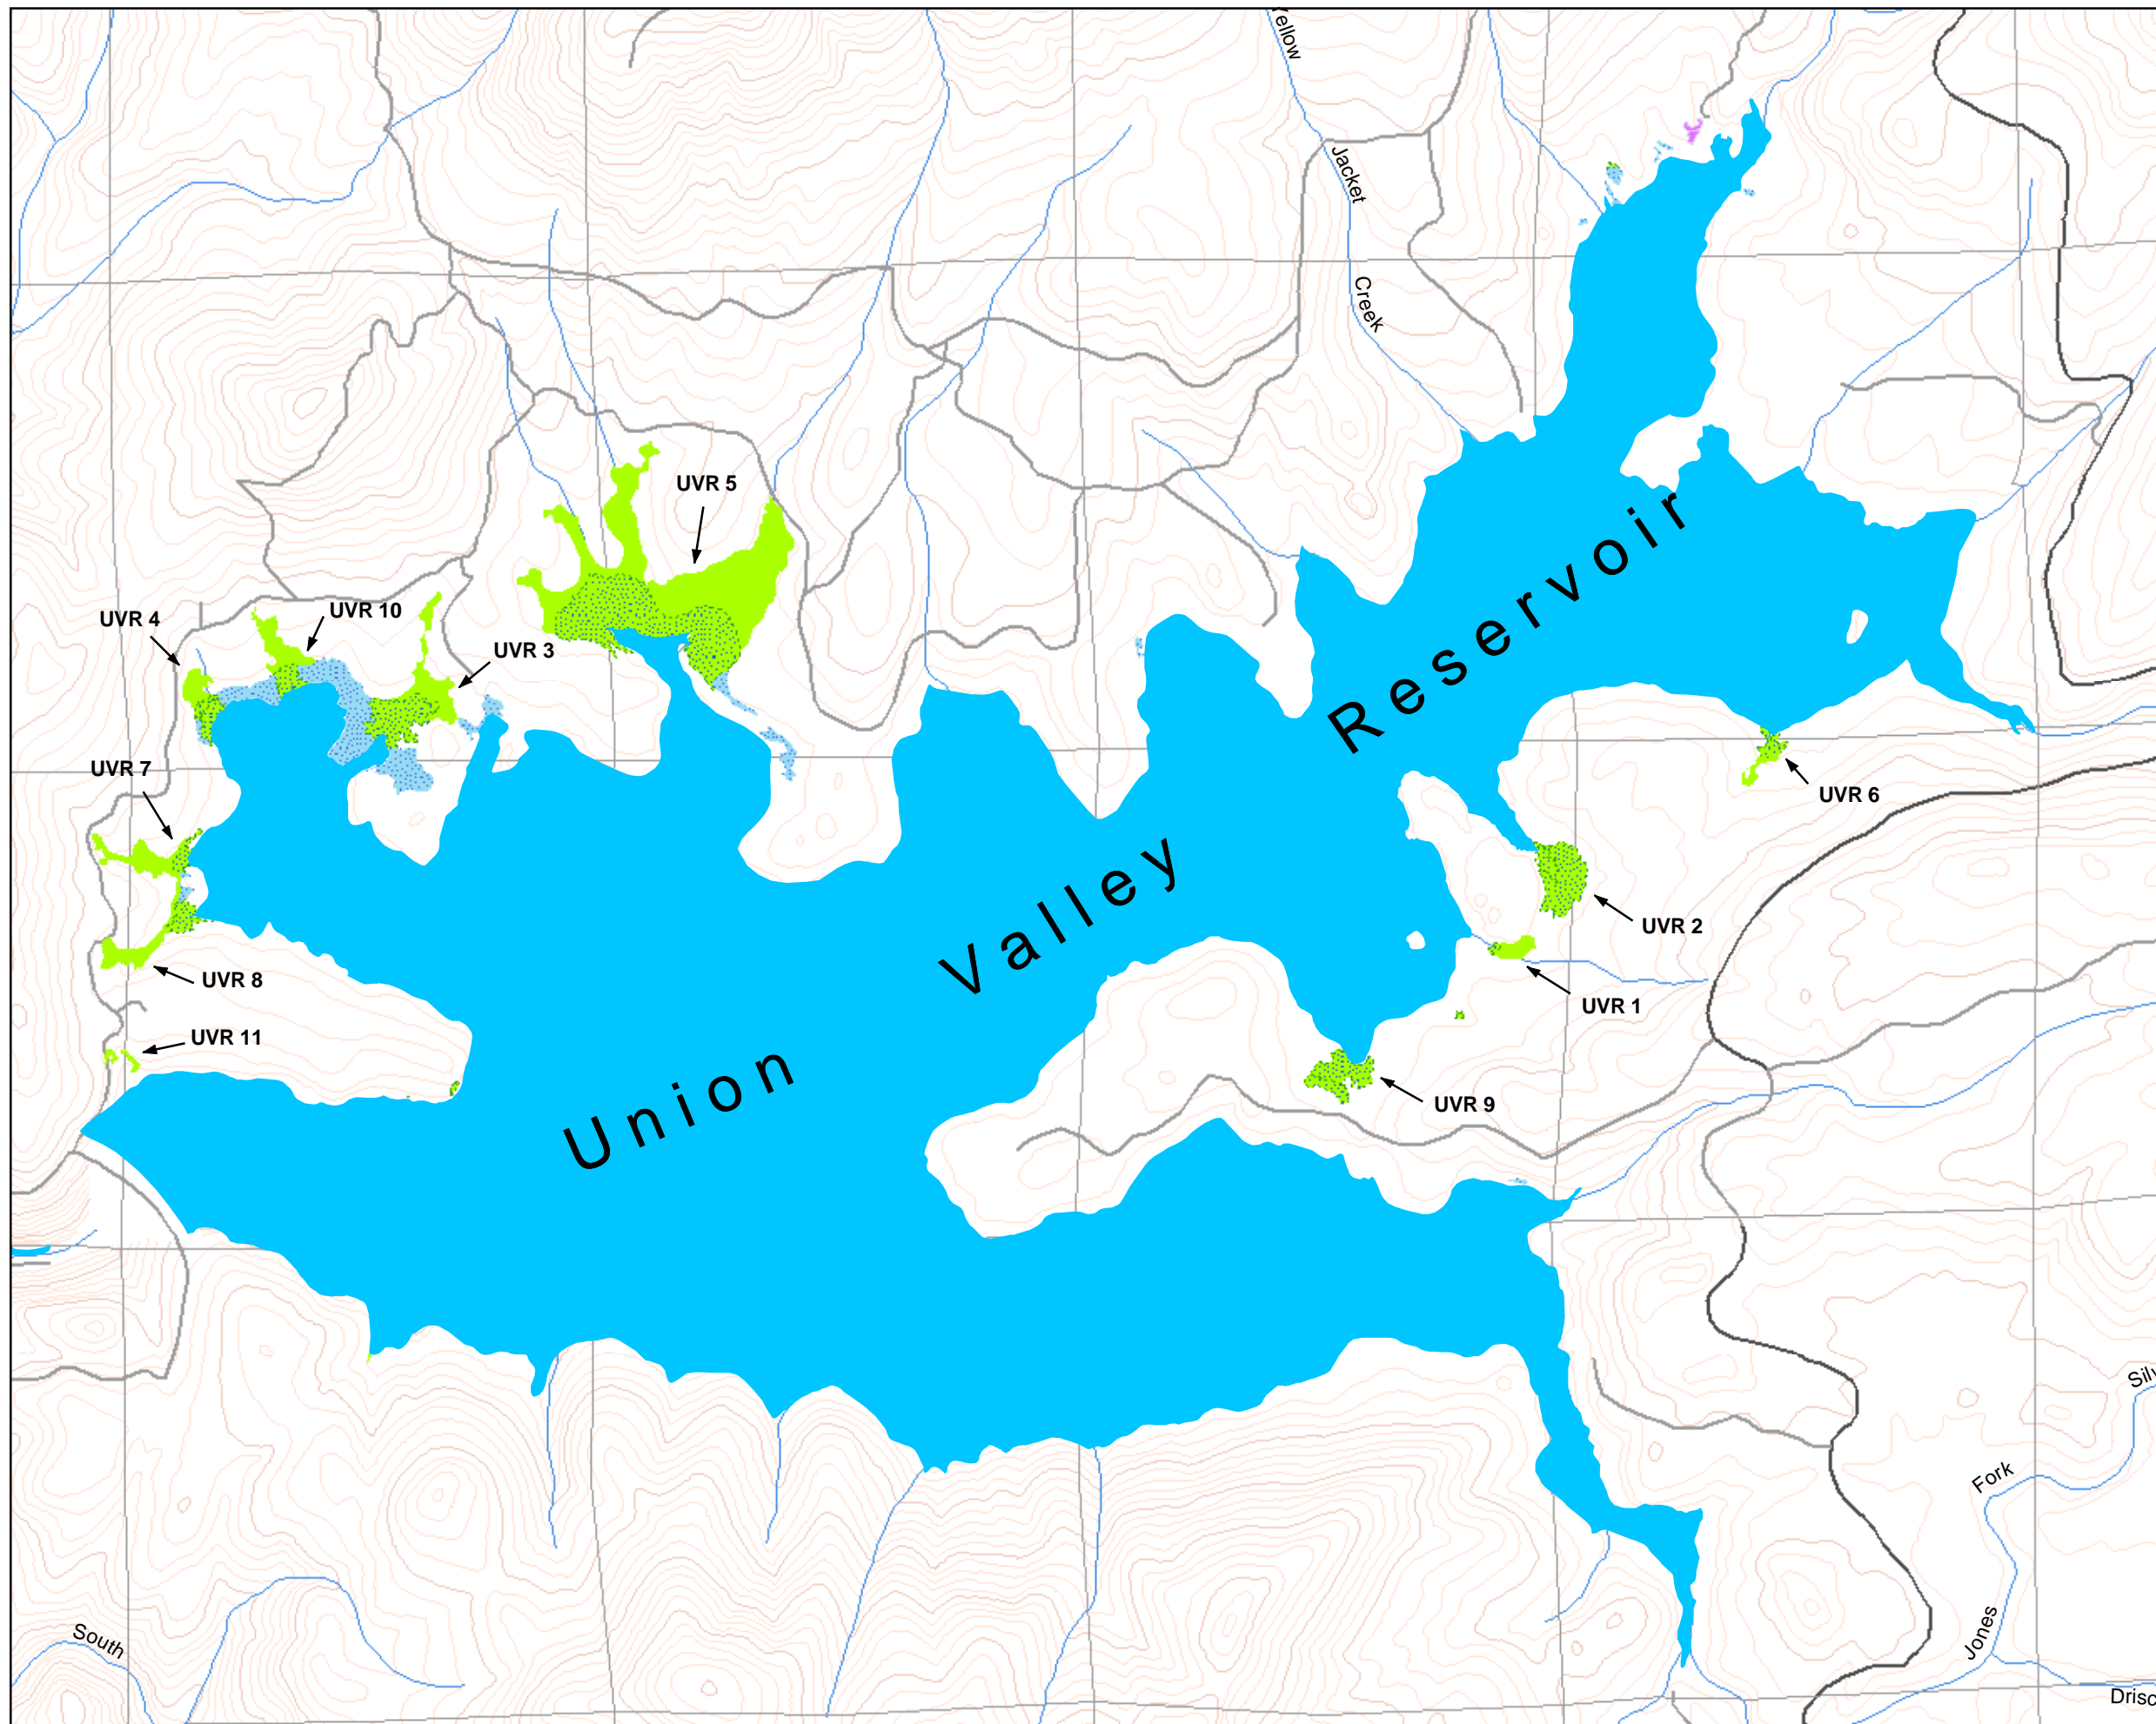 Yellow
Jacket
Creek
UVR 5
UVR 10
UVR 4
UVR 3
Reservoir
UVR 7
UVR 6
Valley
UVR 2
UVR 8
UVR 1
UVR 11
Union
UVR 9
Silv
Fork
Jones
South
Drisc